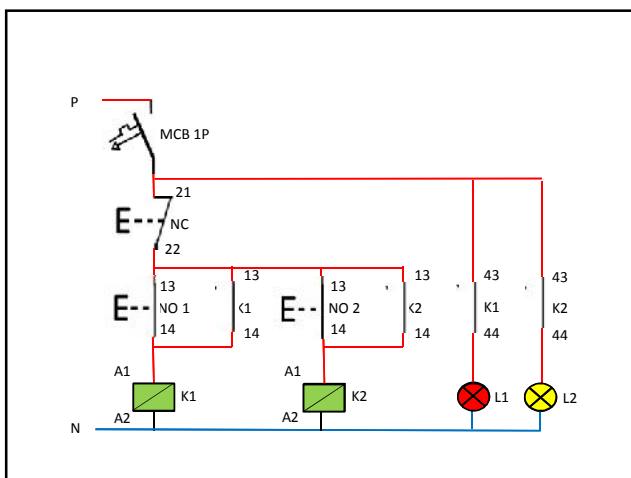 P
MCB 1P
21
NC
22
13 13 13 13 43 43
NO 1 K1 NO 2 K2 K1 K2
14 14 14 14 44 44
A1 A1
K1 K2 L1 L2
A2 A2
N